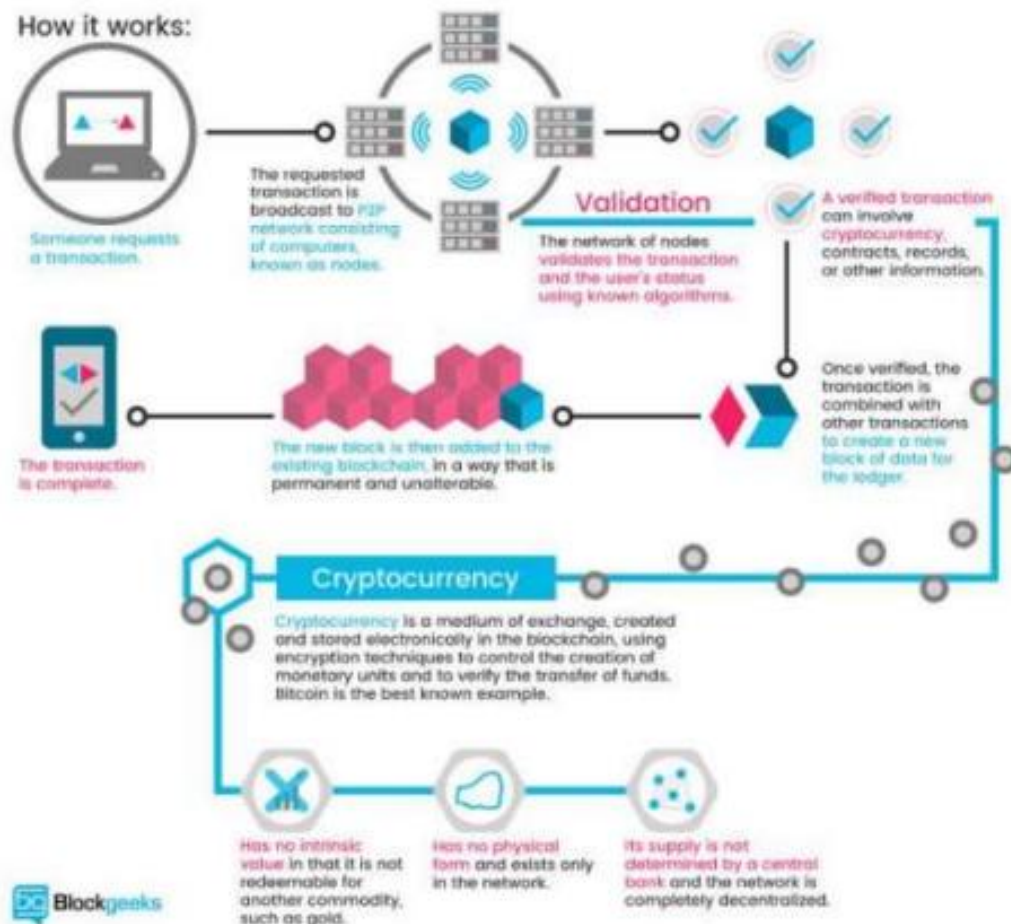 How it works:
Someone requests
a transaction.
The requested
transaction is
broadcast to P2P
network consisting
of computers,
known as nodes.
Validation
The network of nodes
validates the transaction
and the user's status
using known algorithms.
A verified transaction
can involve
cryptocurrency,
contracts, records,
or other information.
Once verified, the
transaction is
combined with
other transactions
to create a new
block of data for
the ledger.
The new block is then added to the
existing blockchain, in a way that is
permanent and unalterable.
The transaction
is complete.
Cryptocurrency
Cryptocurrency is a medium of exchange, created
and stored electronically in the blockchain, using
encryption techniques to control the creation of
monetary units and to verify the transfer of funds.
Bitcoin is the best known example.
Has no intrinsic
value in that it is not
redeemable for
another commodity,
such as gold.
Has no physical
form and exists only
in the network.
Its supply is not
determined by a central
bank and the network is
completely decentralized.
Blockgeeks